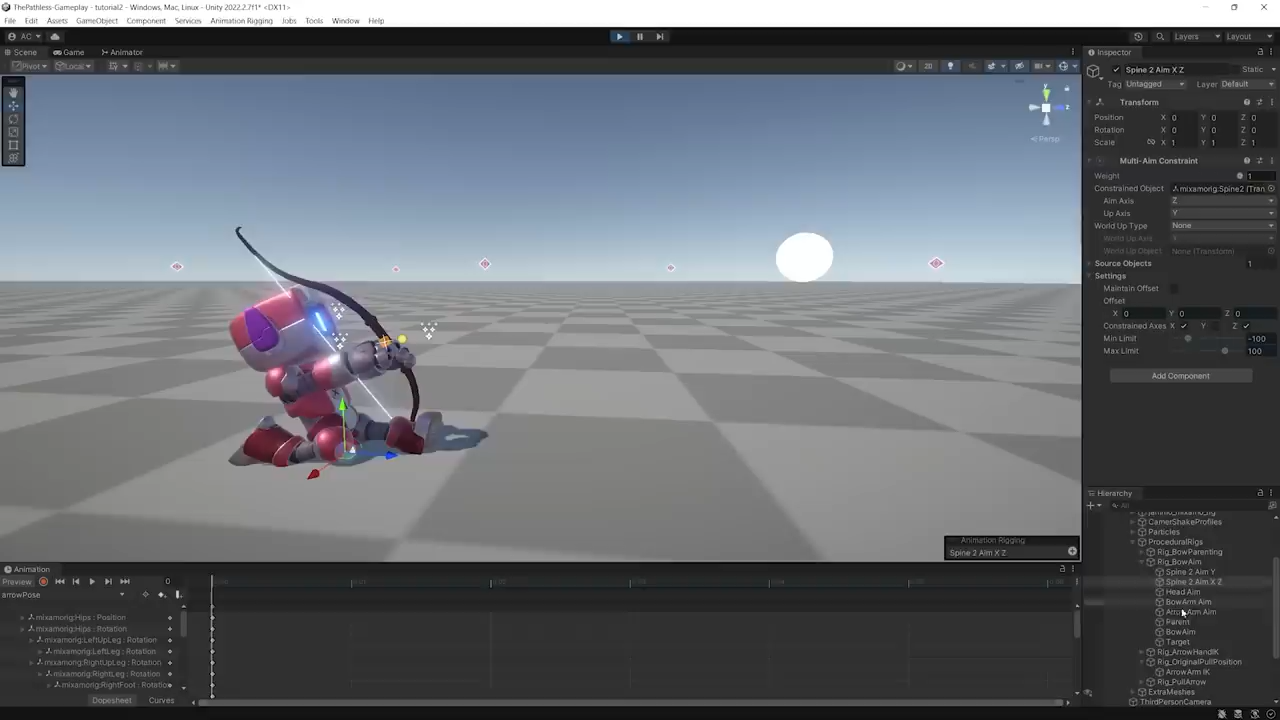 ThePathless-Gameplay - tutorial2 - Windows, Mac, Linux - Unity 2022.2.7f1* <DX11>
File Edit Assets GameObject Component Services Animation Rigging Jobs Tools Window Help
AC Layers Layout
Scene Game Animator
Pivot Local 2D
Persp
Animation Rigging
Spine 2 Aim X Z
Inspector
Spine 2 Aim X Z Static
Tag Untagged Layer Default
Transform
Position X 0 Y 0 Z 0
Rotation X 0 Y 0 Z 0
Scale X 1 Y 1 Z 1
Multi-Aim Constraint
Weight 1
Constrained Object mixamorig:Spine2 (Tran
Aim Axis Z
Up Axis Y
World Up Type None
World Up Axis
World Up Object None (Transform)
Source Objects 1
Settings
Maintain Offset
Offset
X 0 Y 0 Z 0
Constrained Axes X Y Z
Min Limit -100
Max Limit 100
Add Component
Hierarchy
All
CamerShakeProfiles
Particles
ProceduralRigs
Rig_BowParenting
Rig_BowAim
Spine 2 Aim Y
Spine 2 Aim X Z
Head Aim
BowArm Aim
ArrowArm Aim
Parent
BowAim
Target
Rig_ArrowHandIK
Rig_OriginalPullPosition
ArrowArm IK
Rig_PullArrow
ExtraMeshes
ThirdPersonCamera
Animation
Preview 0
arrowPose
mixamorig:Hips : Position
mixamorig:Hips : Rotation
mixamorig:LeftUpLeg : Rotation
mixamorig:LeftLeg : Rotation
mixamorig:RightUpLeg : Rotation
mixamorig:RightLeg : Rotation
mixamorig:RightFoot : Rotatio
Dopesheet Curves